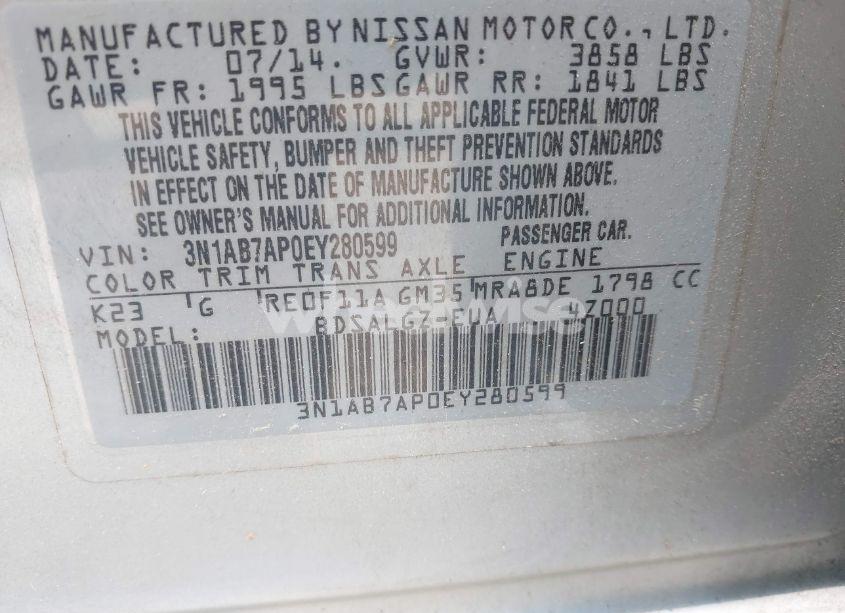 MANUFACTURED BY NISSAN MOTOR CO., LTD.
DATE: 07/14. GVWR: 3858 LBS
GAWR FR: 1995 LBS GAWR RR: 1841 LBS
THIS VEHICLE CONFORMS TO ALL APPLICABLE FEDERAL MOTOR
VEHICLE SAFETY, BUMPER AND THEFT PREVENTION STANDARDS
IN EFFECT ON THE DATE OF MANUFACTURE SHOWN ABOVE.
SEE OWNER'S MANUAL FOR ADDITIONAL INFORMATION.
VIN: 3N1AB7AP0EY280599 PASSENGER CAR.
COLOR TRIM TRANS AXLE ENGINE
K23 G RE0F11A GM35 MRA8DE 1798 CC
MODEL: BDSALGZ-EUA 4Z000
3N1AB7AP0EY280599